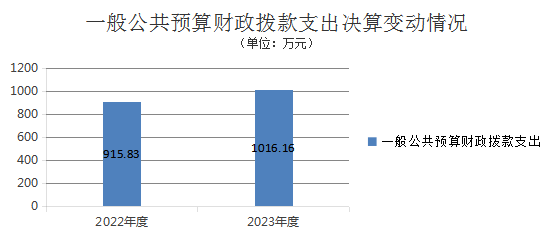 一般公共预算财政拨款支出决算变动情况
（单位：万元）
1200
1000
800
600
400
200
0
915.83
1016.16
2022年度
2023年度
一般公共预算财政拨款支出